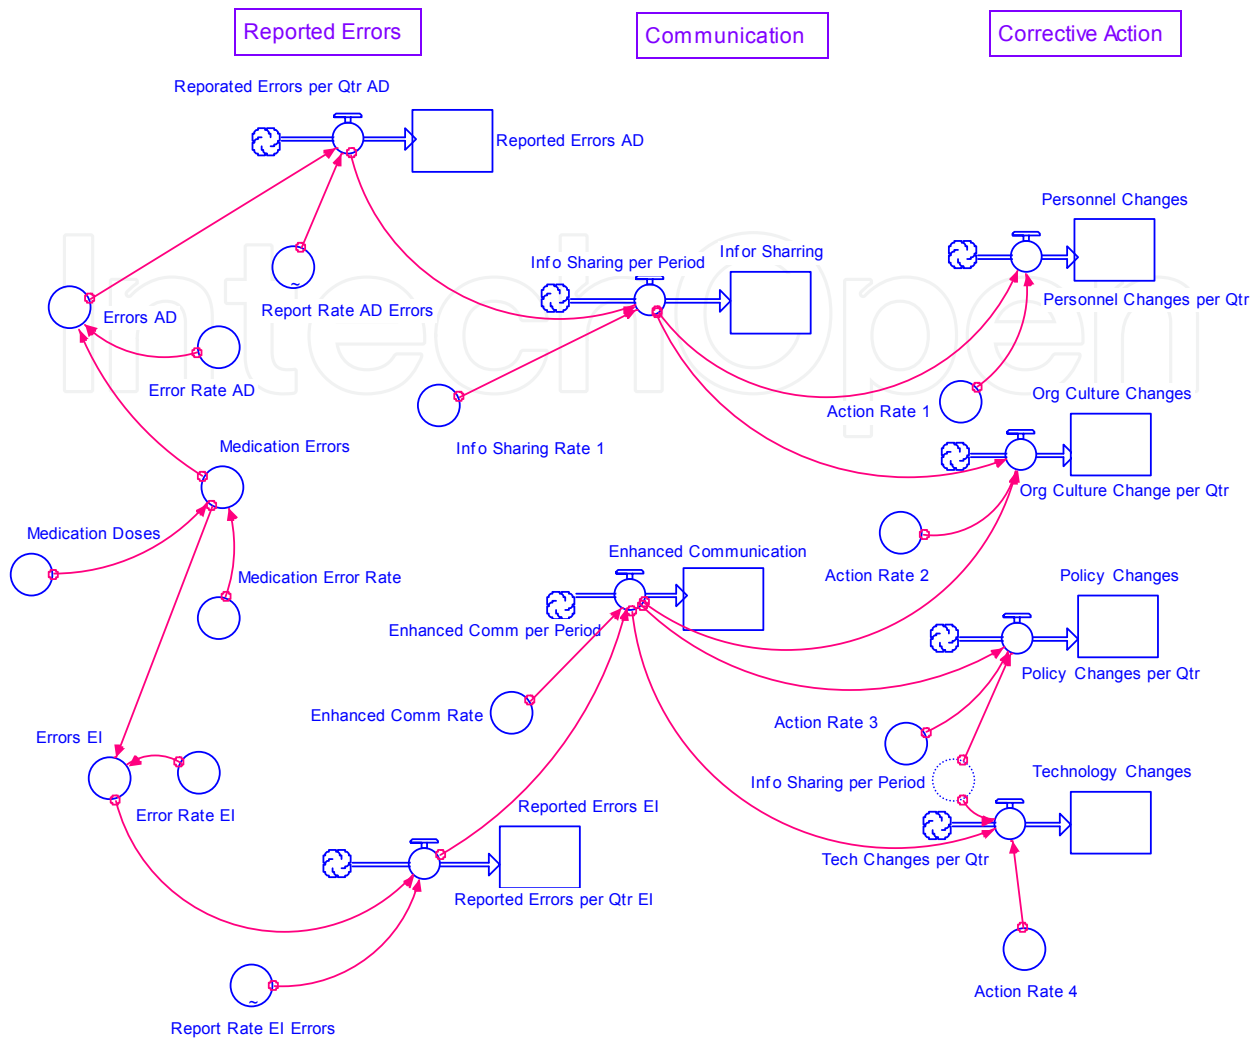 Reported Errors
Communication
Corrective Action
Reporated Errors per Qtr AD
Reported Errors AD
Personnel Changes
Info Sharing per Period
Infor Sharring
Personnel Changes per Qtr
Report Rate AD Errors
Errors AD
Error Rate AD
Action Rate 1
Org Culture Changes
Info Sharing Rate 1
Medication Errors
Org Culture Change per Qtr
Medication Doses
Medication Error Rate
Enhanced Communication
Action Rate 2
Policy Changes
Enhanced Comm per Period
Policy Changes per Qtr
Enhanced Comm Rate
Action Rate 3
Errors EI
Info Sharing per Period
Technology Changes
Error Rate EI
Reported Errors EI
Tech Changes per Qtr
Reported Errors per Qtr EI
Action Rate 4
Report Rate EI Errors
~
~
IntechOpen